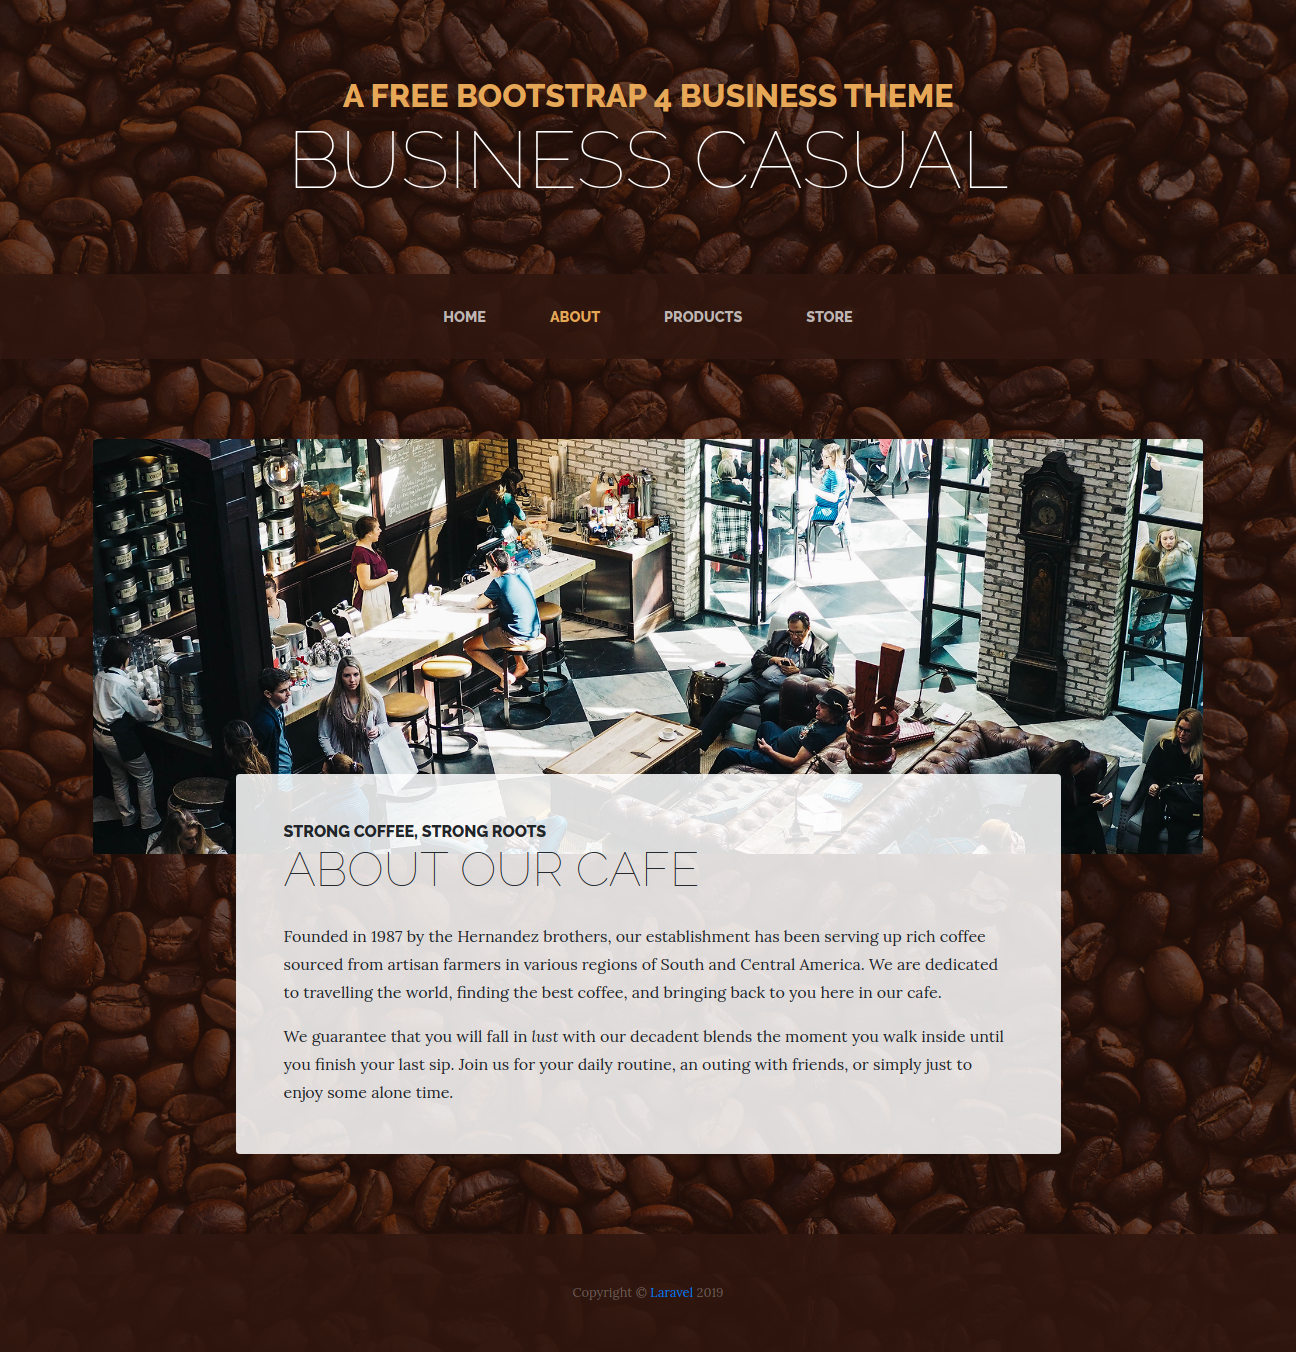 A FREE BOOTSTRAP 4 BUSINESS THEME
BUSINESS CASUAL
HOME ABOUT PRODUCTS STORE
STRONG COFFEE, STRONG ROOTS
ABOUT OUR CAFE
Founded in 1987 by the Hernandez brothers, our establishment has been serving up rich coffee
sourced from artisan farmers in various regions of South and Central America. We are dedicated
to travelling the world, finding the best coffee, and bringing back to you here in our cafe.
We guarantee that you will fall in lust with our decadent blends the moment you walk inside until
you finish your last sip. Join us for your daily routine, an outing with friends, or simply just to
enjoy some alone time.
Copyright © Laravel 2019